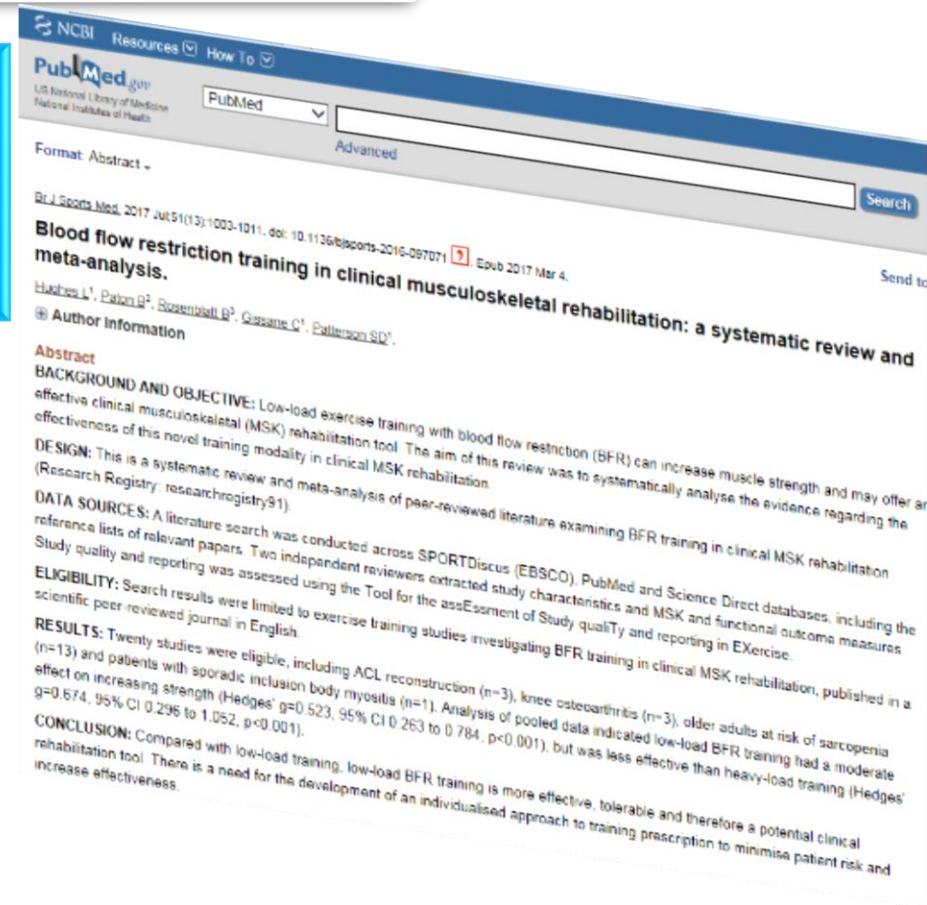 NCBI Resources How To
PubMed.gov
US National Library of Medicine
National Institutes of Health
PubMed
Advanced
Search
Format: Abstract
Send to
Br J Sports Med. 2017 Jul;51(13):1003-1011. doi: 10.1136/bjsports-2016-097071. Epub 2017 Mar 4.
Blood flow restriction training in clinical musculoskeletal rehabilitation: a systematic review and
meta-analysis.
Hughes L1, Paton B2, Rosenblatt B3, Gissane C1, Patterson SD1.
Author information
Abstract
BACKGROUND AND OBJECTIVE: Low-load exercise training with blood flow restriction (BFR) can increase muscle strength and may offer an
effective clinical musculoskeletal (MSK) rehabilitation tool. The aim of this review was to systematically analyse the evidence regarding the
effectiveness of this novel training modality in clinical MSK rehabilitation.
DESIGN: This is a systematic review and meta-analysis of peer-reviewed literature examining BFR training in clinical MSK rehabilitation
(Research Registry; researchregistry91).
DATA SOURCES: A literature search was conducted across SPORTDiscus (EBSCO), PubMed and Science Direct databases, including the
reference lists of relevant papers. Two independent reviewers extracted study characteristics and MSK and functional outcome measures.
Study quality and reporting was assessed using the Tool for the assEssment of Study qualiTy and reporting in EXercise.
ELIGIBILITY: Search results were limited to exercise training studies investigating BFR training in clinical MSK rehabilitation, published in a
scientific peer-reviewed journal in English.
RESULTS: Twenty studies were eligible, including ACL reconstruction (n=3), knee osteoarthritis (n=3), older adults at risk of sarcopenia
(n=13) and patients with sporadic inclusion body myositis (n=1). Analysis of pooled data indicated low-load BFR training had a moderate
effect on increasing strength (Hedges' g=0.523, 95% CI 0.263 to 0.784, p<0.001), but was less effective than heavy-load training (Hedges'
g=0.674, 95% CI 0.296 to 1.052, p<0.001).
CONCLUSION: Compared with low-load training, low-load BFR training is more effective, tolerable and therefore a potential clinical
rehabilitation tool. There is a need for the development of an individualised approach to training prescription to minimise patient risk and
increase effectiveness.